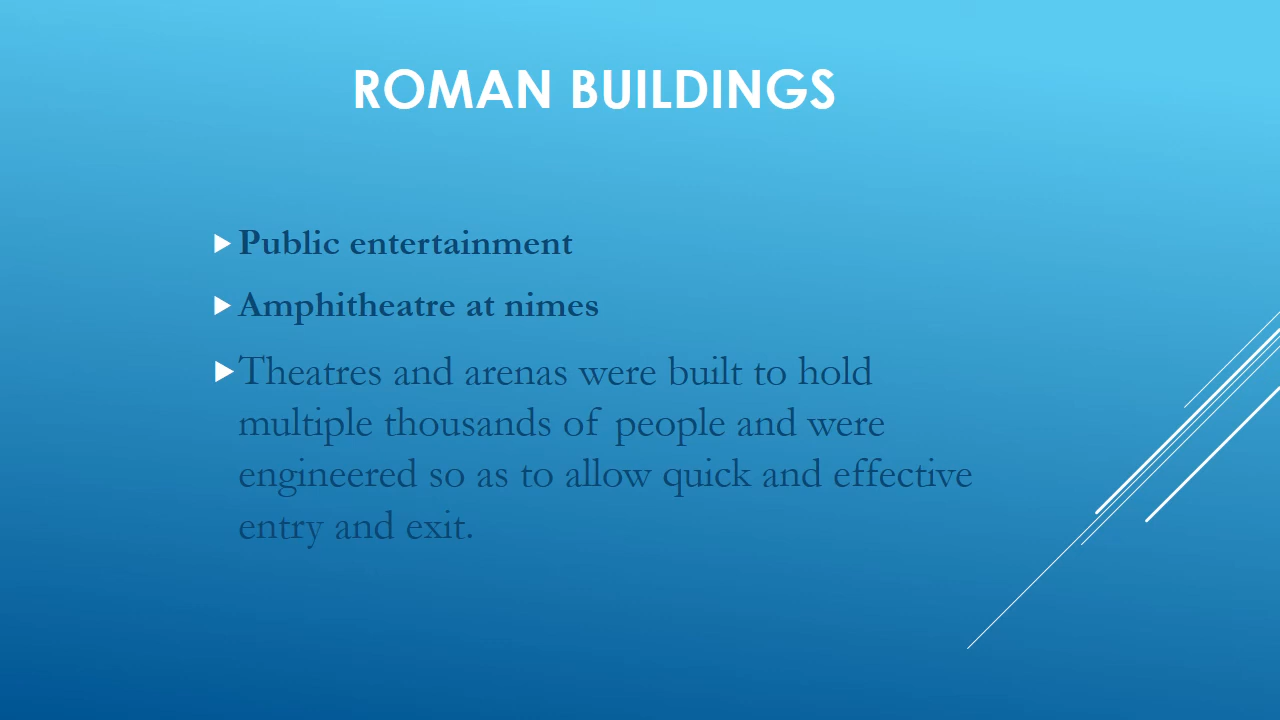 ROMAN BUILDINGS
Public entertainment
Amphitheatre at nimes
Theatres and arenas were built to hold
multiple thousands of people and were
engineered so as to allow quick and effective
entry and exit.